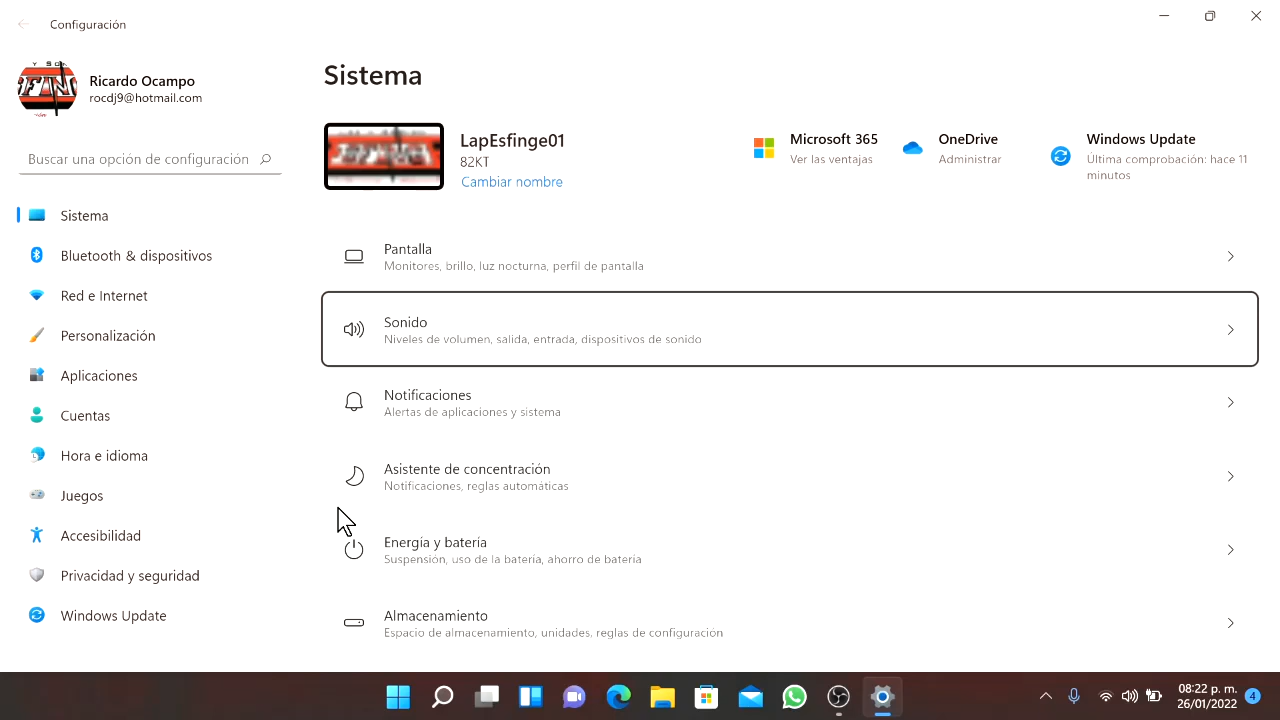 Configuración
Ricardo Ocampo
rocdj9@hotmail.com
Buscar una opción de configuración
Sistema
Bluetooth & dispositivos
Red e Internet
Personalización
Aplicaciones
Cuentas
Hora e idioma
Juegos
Accesibilidad
Privacidad y seguridad
Windows Update
Sistema
LapEsfinge01
82KT
Cambiar nombre
Microsoft 365
Ver las ventajas
OneDrive
Administrar
Windows Update
Última comprobación: hace 11
minutos
Pantalla
Monitores, brillo, luz nocturna, perfil de pantalla
Sonido
Niveles de volumen, salida, entrada, dispositivos de sonido
Notificaciones
Alertas de aplicaciones y sistema
Asistente de concentración
Notificaciones, reglas automáticas
Energía y batería
Suspensión, uso de la batería, ahorro de batería
Almacenamiento
Espacio de almacenamiento, unidades, reglas de configuración
08:22 p. m.
26/01/2022
4